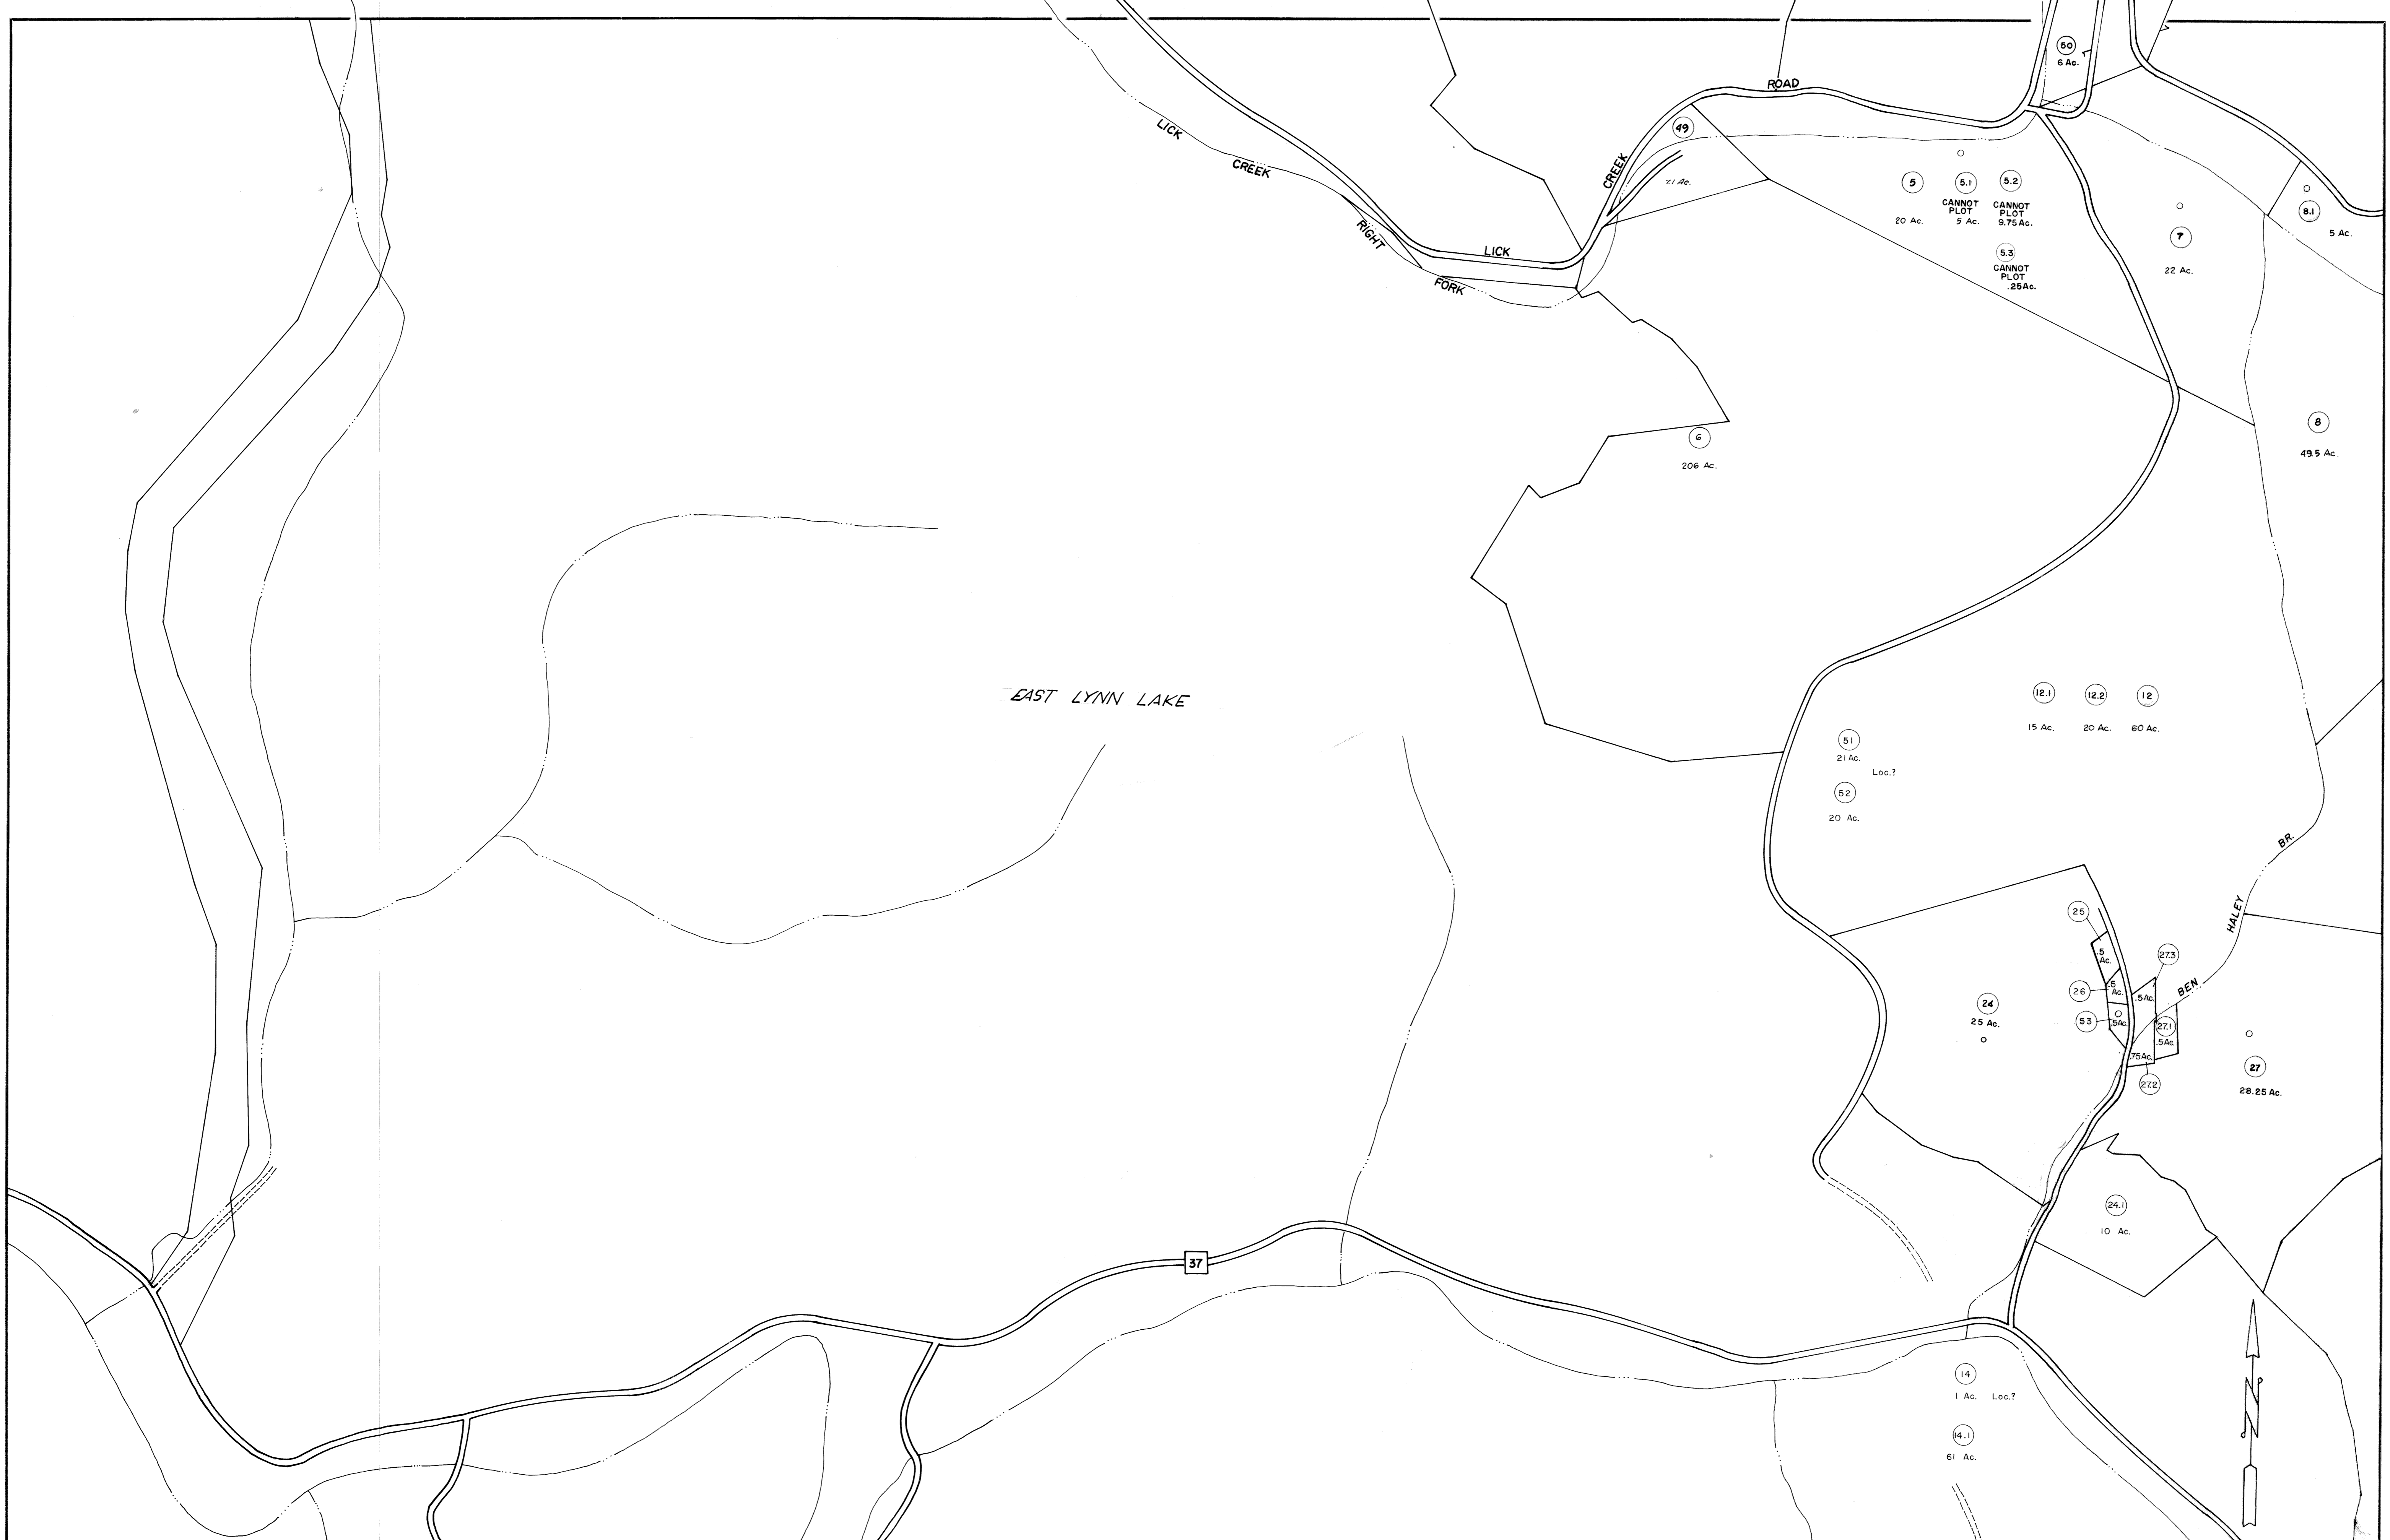 50
6 Ac.
ROAD
LICK
CREEK
49
CREEK
5
5.1
5.2
CANNOT
PLOT
CANNOT
PLOT
20 Ac.
5 Ac.
9.75 Ac.
8.1
5 Ac.
7
22 Ac.
RIGHT
LICK
FORK
5.3
CANNOT
PLOT
.25 Ac.
6
206 Ac.
8
49.5 Ac.
EAST LYNN LAKE
12.1
12.2
12
15 Ac.
20 Ac.
60 Ac.
51
21 Ac.
Loc.?
52
20 Ac.
BR.
HALEY
BEN
25
.5
Ac.
27.3
26
.5
Ac.
.5 Ac.
24
25 Ac.
53
.5 Ac.
27.1
.5 Ac.
.75 Ac.
27.2
27
28.25 Ac.
24.1
10 Ac.
37
14
1 Ac. Loc.?
14.1
61 Ac.
N